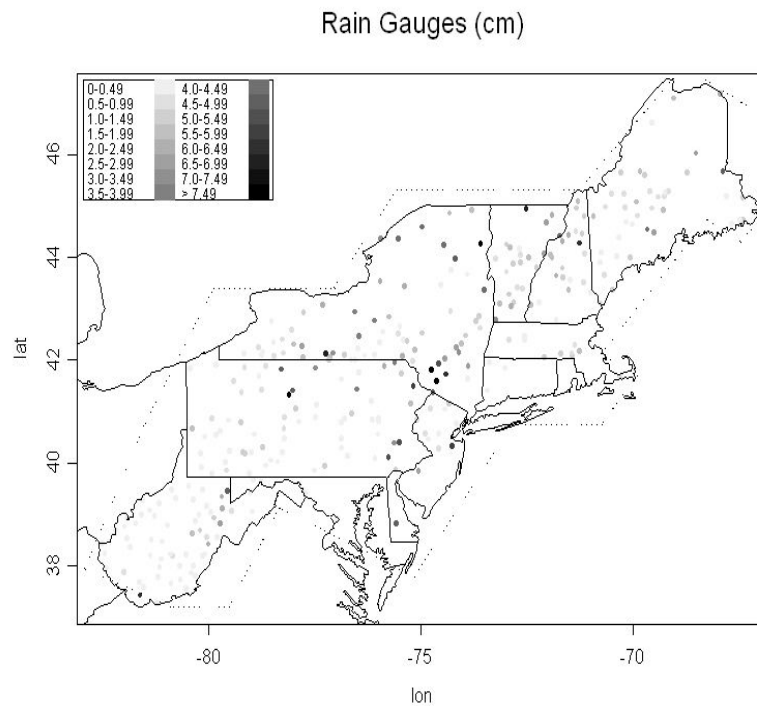 Rain Gauges (cm)
0-0.49 4.0-4.49
0.5-0.99 4.5-4.99
1.0-1.49 5.0-5.49
1.5-1.99 5.5-5.99
2.0-2.49 6.0-6.49
2.5-2.99 6.5-6.99
3.0-3.49 7.0-7.49
3.5-3.99 > 7.49
46
44
lat
42
40
38
-80 -75 -70
lon